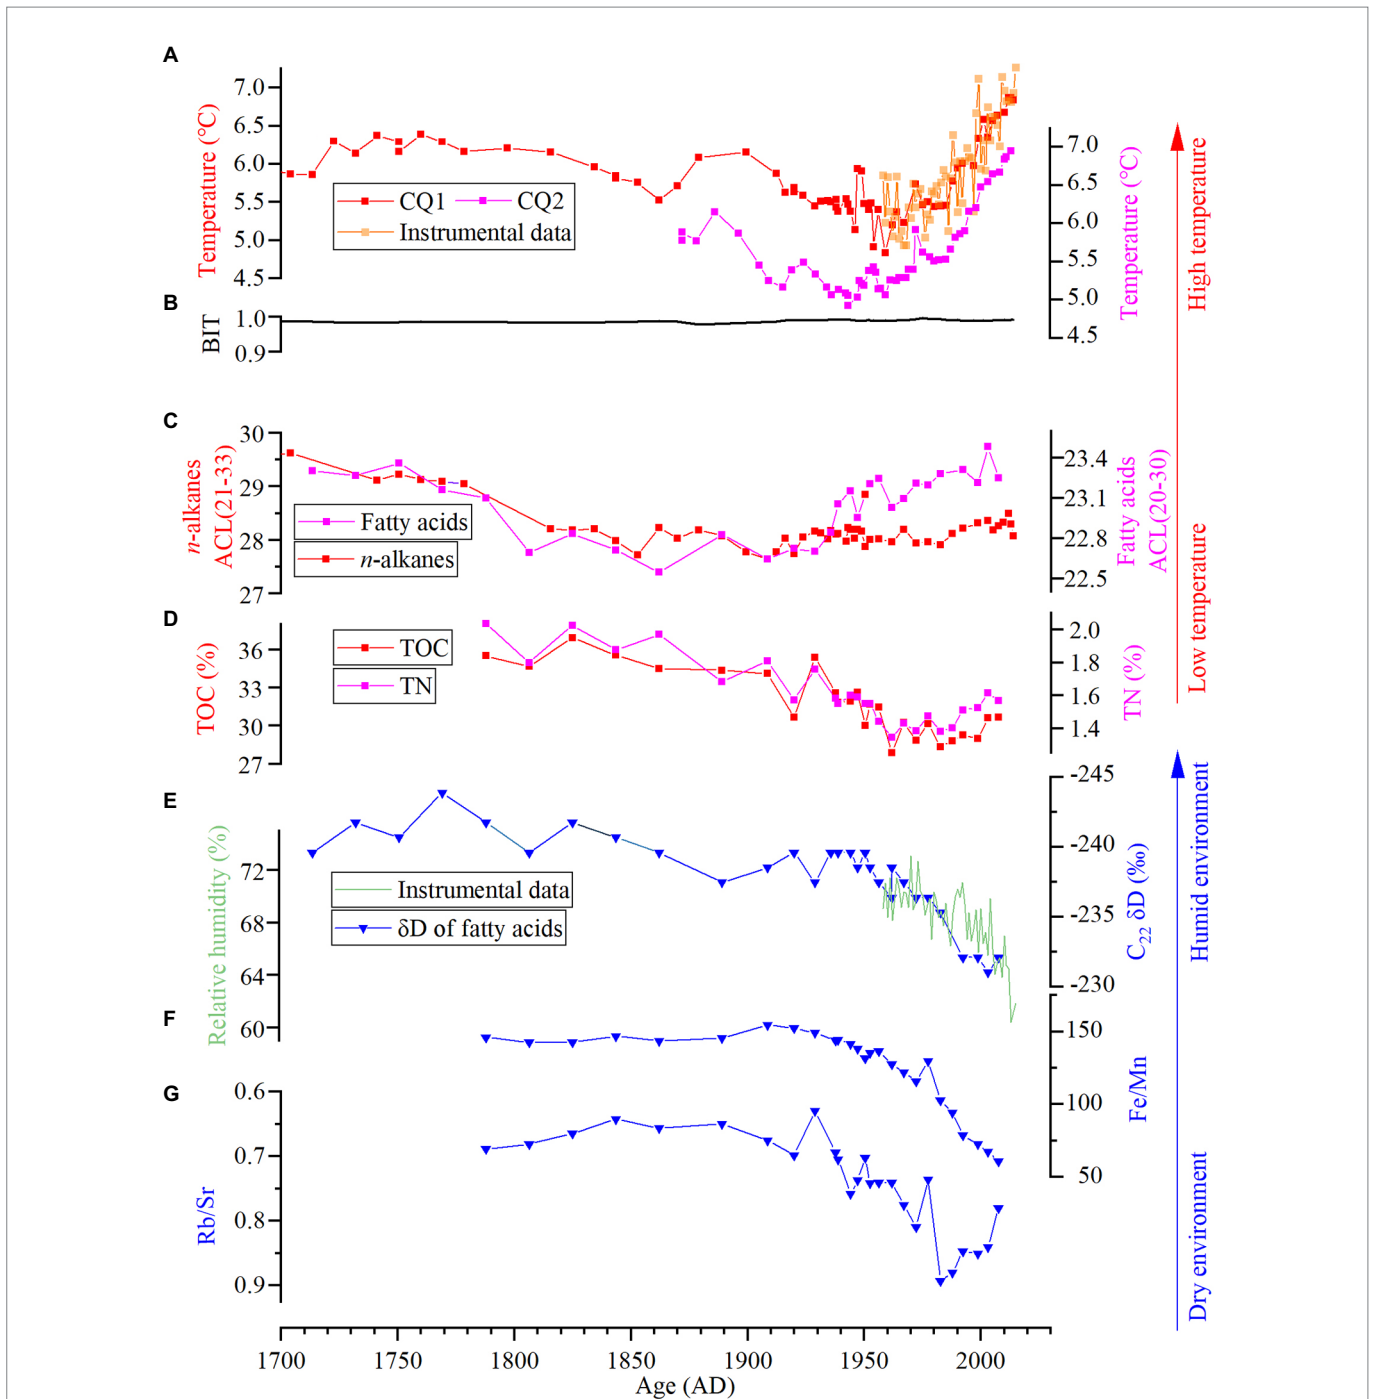 A
Temperature (°C)
7.0
6.5
6.0
5.5
5.0
4.5
CQ1
CQ2
Instrumental data
7.0
6.5
6.0
5.5
5.0
4.5
Temperature (°C)
High temperature
B
BIT
1.0
0.9
C
n-alkanes
ACL(21-33)
30
29
28
27
Fatty acids
n-alkanes
23.4
23.1
22.8
22.5
Fatty acids
ACL(20-30)
Low temperature
D
TOC (%)
36
33
30
27
TOC
TN
2.0
1.8
1.6
1.4
TN (%)
E
Relative humidity (%)
72
68
64
60
Instrumental data
δD of fatty acids
-245
-240
-235
-230
C22 δD (‰)
Humid environment
F
150
100
50
Fe/Mn
G
Rb/Sr
0.6
0.7
0.8
0.9
Dry environment
1700
1750
1800
1850
1900
1950
2000
Age (AD)